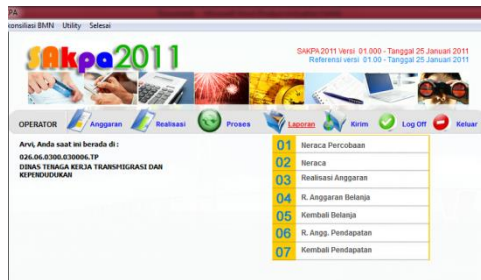 PA
konsiliasi BMN Utility Selesai
SAkpa2011
SAKPA 2011 Versi 01.000 - Tanggal 25 Januari 2011
Referensi versi 01.00 - Tanggal 25 Januari 2011
OPERATOR Anggaran Realisasi Proses Laporan Kirim Log Off Keluar
Arvi, Anda saat ini berada di :
026.06.0300.030006.TP
DINAS TENAGA KERJA TRANSMIGRASI DAN
KEPENDUDUKAN
01 Neraca Percobaan
02 Neraca
03 Realisasi Anggaran
04 R. Anggaran Belanja
05 Kembali Belanja
06 R. Angg. Pendapatan
07 Kembali Pendapatan